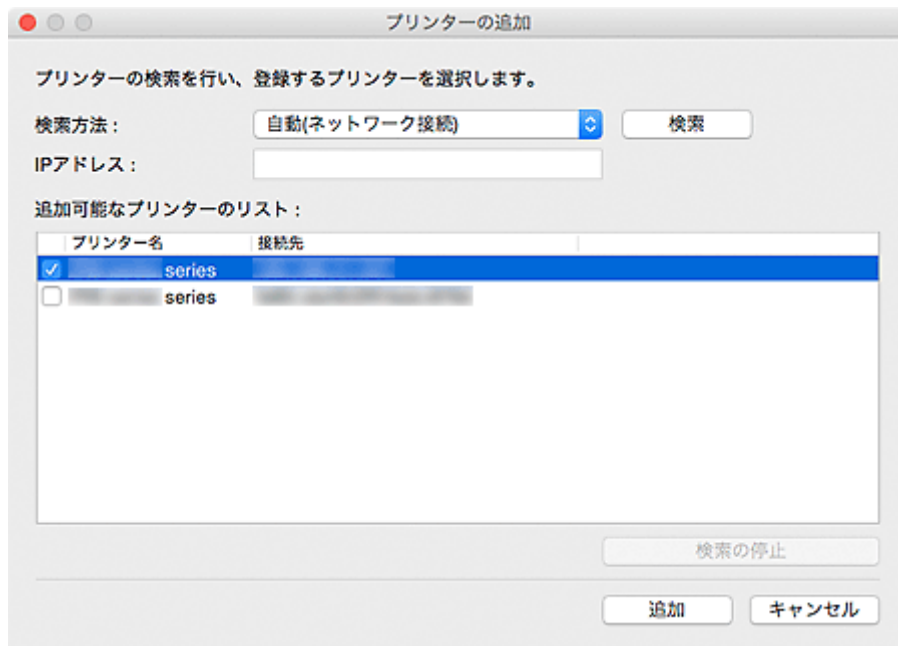 プリンターの追加
プリンターの検索を行い、登録するプリンターを選択します。
検索方法： 自動(ネットワーク接続) 検索
IPアドレス：
追加可能なプリンターのリスト：
プリンター名 接続先
series
series
検索の停止
追加 キャンセル